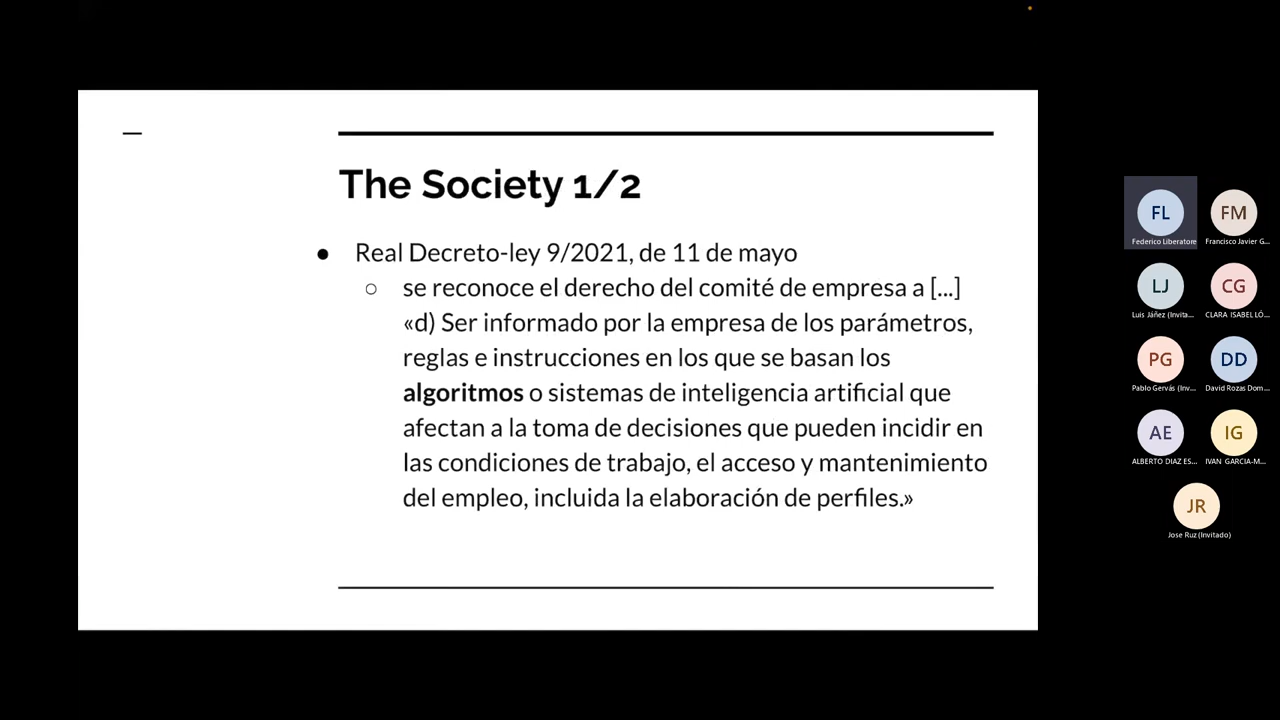 The Society 1/2
● Real Decreto-ley 9/2021, de 11 de mayo
○ se reconoce el derecho del comité de empresa a [...]
«d) Ser informado por la empresa de los parámetros,
reglas e instrucciones en los que se basan los
algoritmos o sistemas de inteligencia artificial que
afectan a la toma de decisiones que pueden incidir en
las condiciones de trabajo, el acceso y mantenimiento
del empleo, incluida la elaboración de perfiles.»
FL
Federico Liberatore
FM
Francisco Javier G...
LJ
Luis Jáñez (Invita...
CG
CLARA ISABEL LÓ...
PG
Pablo Gervás (Inv...
DD
David Rozas Dom...
AE
ALBERTO DIAZ ES...
IG
IVAN GARCIA-M...
JR
Jose Ruz (Invitado)